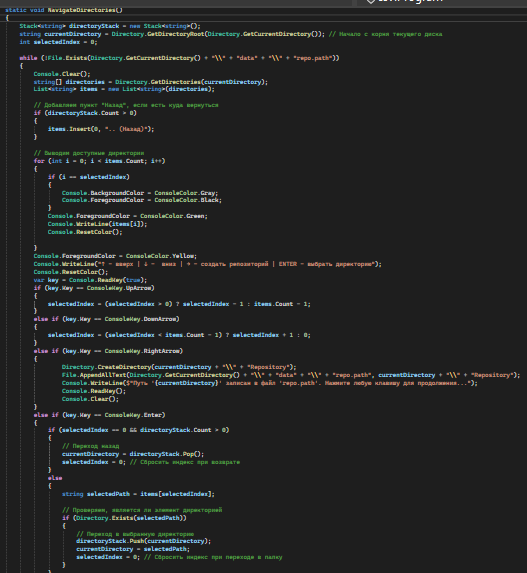 static void NavigateDirectories()
{
Stack<string> directoryStack = new Stack<string>();
string currentDirectory = Directory.GetDirectoryRoot(Directory.GetCurrentDirectory()); // Начало с корня текущего диска
int selectedIndex = 0;
while (!File.Exists(Directory.GetCurrentDirectory() + "\\" + "data" + "\\" + "repo.path"))
{
Console.Clear();
string[] directories = Directory.GetDirectories(currentDirectory);
List<string> items = new List<string>(directories);
// Добавляем пункт "Назад", если есть куда вернуться
if (directoryStack.Count > 0)
{
items.Insert(0, ".. (Назад)");
}
// Выводим доступные директории
for (int i = 0; i < items.Count; i++)
{
if (i == selectedIndex)
{
Console.BackgroundColor = ConsoleColor.Gray;
Console.ForegroundColor = ConsoleColor.Black;
}
Console.ForegroundColor = ConsoleColor.Green;
Console.WriteLine(items[i]);
Console.ResetColor();
}
Console.ForegroundColor = ConsoleColor.Yellow;
Console.WriteLine("↑ - вверх | ↓ - вниз | → - создать репозиторий | ENTER - выбрать директорию");
Console.ResetColor();
var key = Console.ReadKey(true);
if (key.Key == ConsoleKey.UpArrow)
{
selectedIndex = (selectedIndex > 0) ? selectedIndex - 1 : items.Count - 1;
}
else if (key.Key == ConsoleKey.DownArrow)
{
selectedIndex = (selectedIndex < items.Count - 1) ? selectedIndex + 1 : 0;
}
else if (key.Key == ConsoleKey.RightArrow)
{
Directory.CreateDirectory(currentDirectory + "\\" + "Repository");
File.AppendAllText(Directory.GetCurrentDirectory() + "\\" + "data" + "\\" + "repo.path", currentDirectory + "\\" + "Repository");
Console.WriteLine($"Путь '{currentDirectory}' записан в файл 'repo.path'. Нажмите любую клавишу для продолжения...");
Console.ReadKey();
Console.Clear();
}
else if (key.Key == ConsoleKey.Enter)
{
if (selectedIndex == 0 && directoryStack.Count > 0)
{
// Переход назад
currentDirectory = directoryStack.Pop();
selectedIndex = 0; // Сбросить индекс при возврате
}
else
{
string selectedPath = items[selectedIndex];
// Проверяем, является ли элемент директорией
if (Directory.Exists(selectedPath))
{
// Переход в выбранную директорию
directoryStack.Push(currentDirectory);
currentDirectory = selectedPath;
selectedIndex = 0; // Сбросить индекс при переходе в папку
}
}